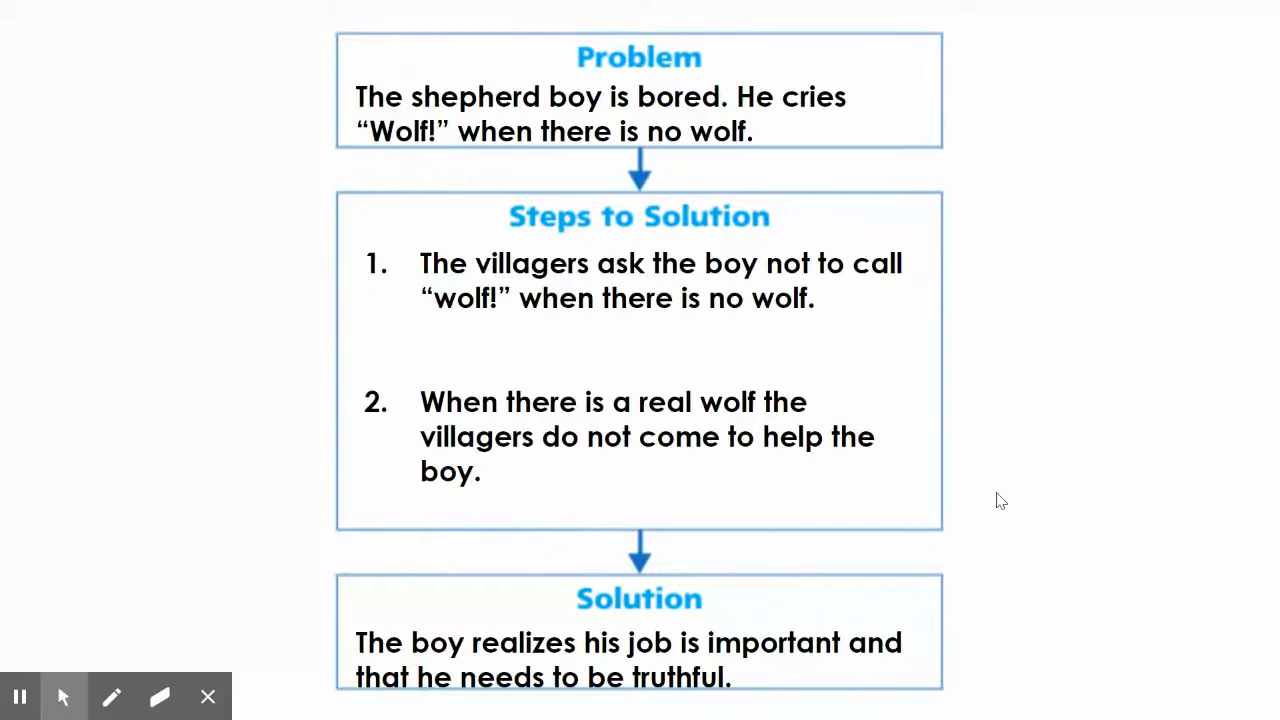 Problem
The shepherd boy is bored. He cries
“Wolf!” when there is no wolf.
Steps to Solution
1. The villagers ask the boy not to call
“wolf!” when there is no wolf.
2. When there is a real wolf the
villagers do not come to help the
boy.
Solution
The boy realizes his job is important and
that he needs to be truthful.